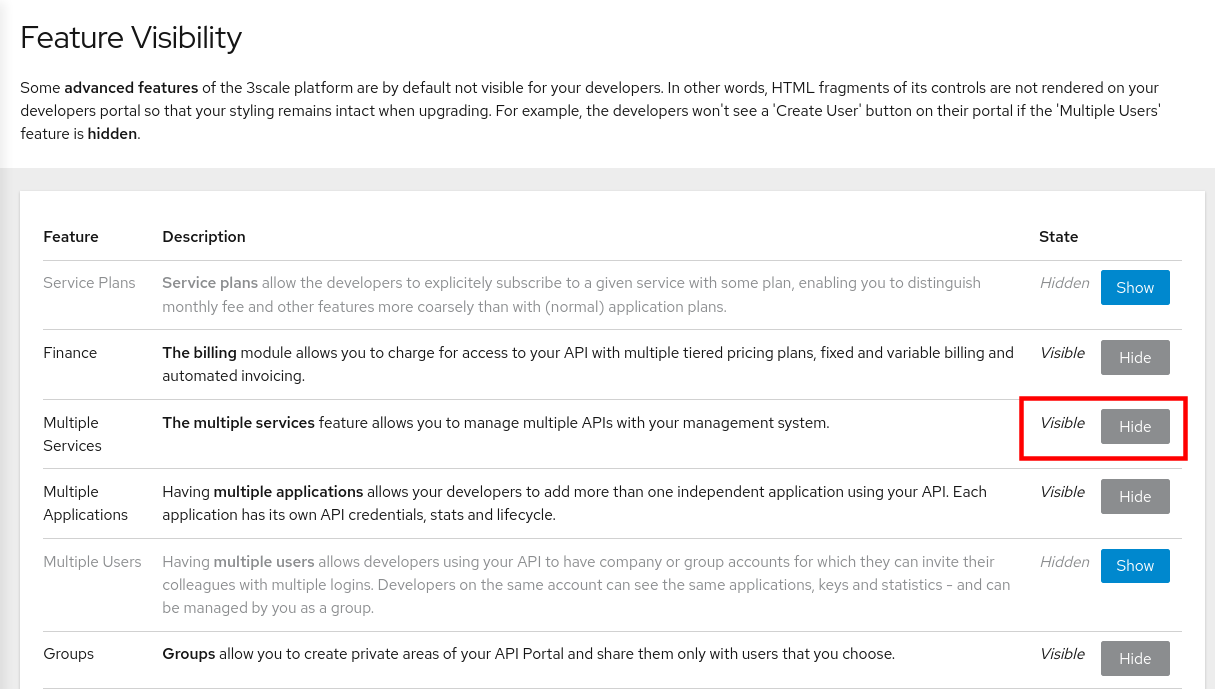 Feature Visibility
Some advanced features of the 3scale platform are by default not visible for your developers. In other words, HTML fragments of its controls are not rendered on your
developers portal so that your styling remains intact when upgrading. For example, the developers won't see a 'Create User' button on their portal if the 'Multiple Users'
feature is hidden.
Feature Description State
Service Plans Service plans allow the developers to explicitely subscribe to a given service with some plan, enabling you to distinguish Hidden Show
monthly fee and other features more coarsely than with (normal) application plans.
Finance The billing module allows you to charge for access to your API with multiple tiered pricing plans, fixed and variable billing and Visible Hide
automated invoicing.
Multiple The multiple services feature allows you to manage multiple APIs with your management system. Visible Hide
Services
Multiple Having multiple applications allows your developers to add more than one independent application using your API. Each Visible Hide
Applications application has its own API credentials, stats and lifecycle.
Multiple Users Having multiple users allows developers using your API to have company or group accounts for which they can invite their Hidden Show
colleagues with multiple logins. Developers on the same account can see the same applications, keys and statistics - and can
be managed by you as a group.
Groups Groups allow you to create private areas of your API Portal and share them only with users that you choose. Visible Hide